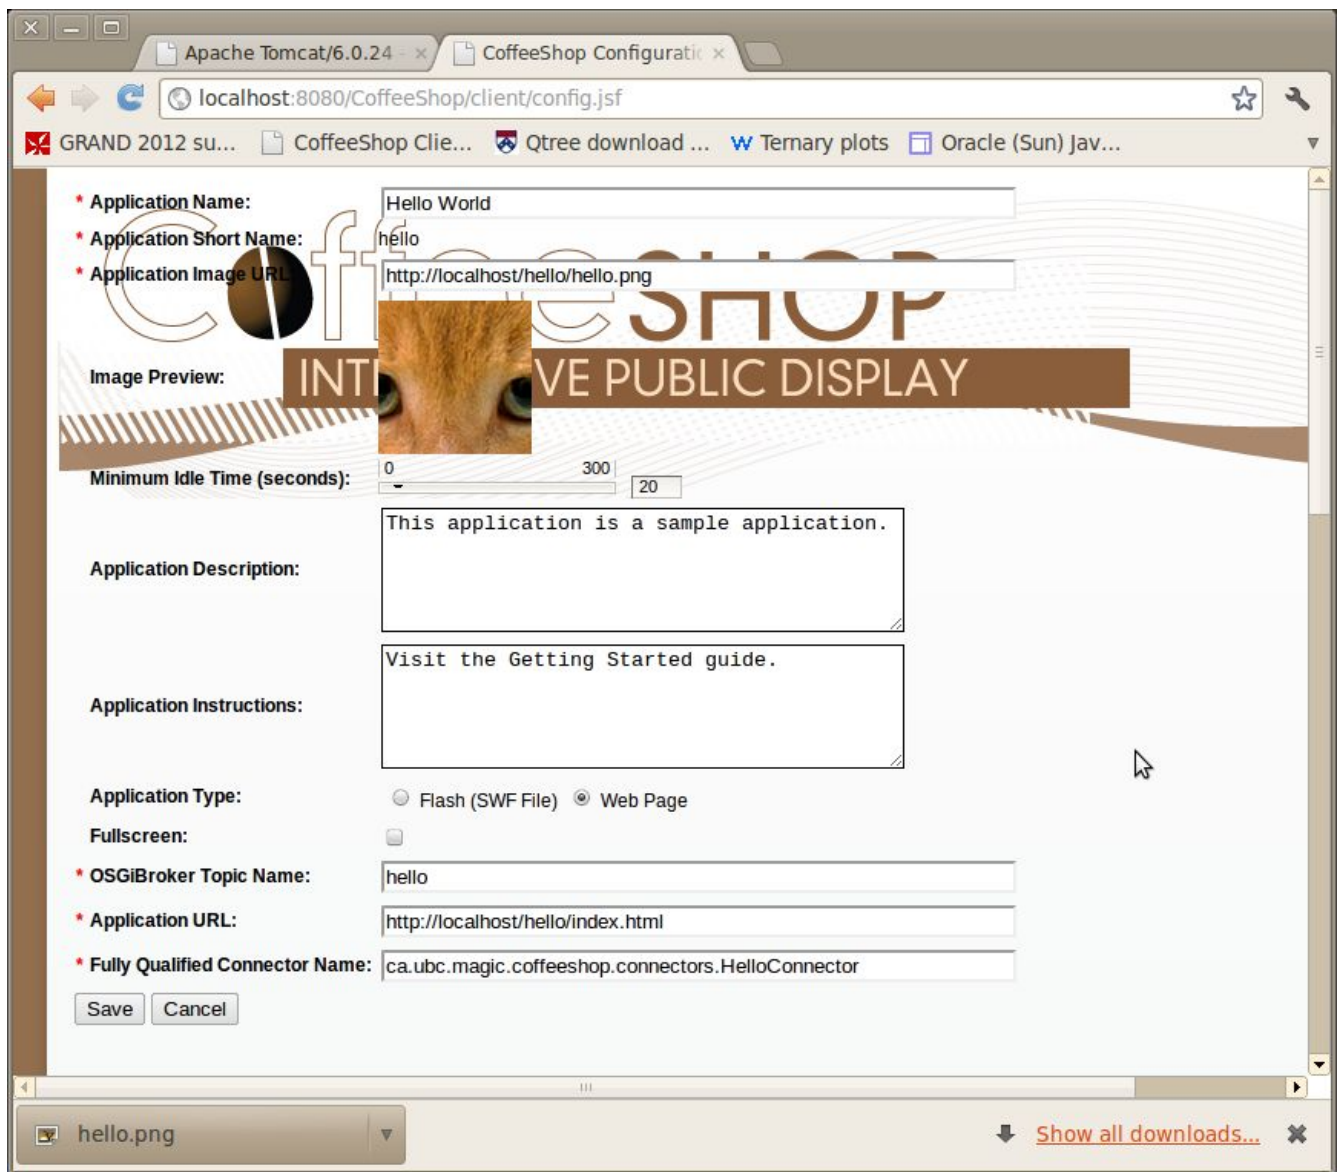 Apache Tomcat/6.0.24 -
CoffeeShop Configuratio
localhost:8080/CoffeeShop/client/config.jsf
GRAND 2012 su... CoffeeShop Clie... Qtree download ... W Ternary plots Oracle (Sun) Jav...
* Application Name: Hello World
* Application Short Name: hello
* Application Image URL: http://localhost/hello/hello.png
CoffeeSHOP
INT VE PUBLIC DISPLAY
Image Preview:
Minimum Idle Time (seconds): 0 300 20
Application Description: This application is a sample application.
Application Instructions: Visit the Getting Started guide.
Application Type: Flash (SWF File) Web Page
Fullscreen:
* OSGiBroker Topic Name: hello
* Application URL: http://localhost/hello/index.html
* Fully Qualified Connector Name: ca.ubc.magic.coffeeshop.connectors.HelloConnector
Save Cancel
hello.png Show all downloads...